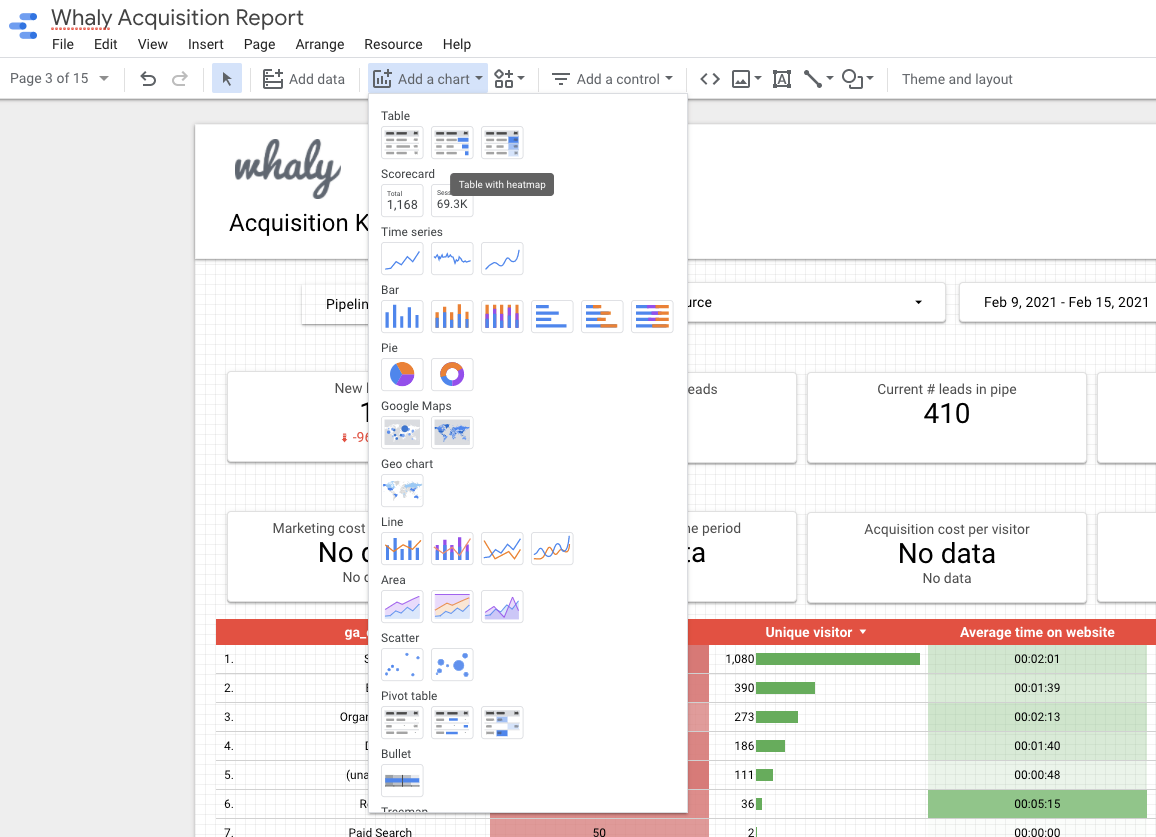 Whaly Acquisition Report
File Edit View Insert Page Arrange Resource Help
Page 3 of 15 Add data Add a chart Add a control Theme and layout
whaly
Acquisition K
Table
Table with heatmap
Scorecard
Total
1,168
Sess
69.3K
Time series
Bar
Pie
Google Maps
Geo chart
Line
Area
Scatter
Pivot table
Bullet
Treemap
Pipelin
urce
Feb 9, 2021 - Feb 15, 2021
New
1
-96
eads
Current # leads in pipe
410
Marketing cost
No d
No d
ne period
ta
Acquisition cost per visitor
No data
No data
ga_ Unique visitor Average time on website
1. S 1,080 00:02:01
2. 390 00:01:39
3. Organ 273 00:02:13
4. D 186 00:01:40
5. (una 111 00:00:48
6. R 36 00:05:15
7. Paid Search 50 2 00:00:00